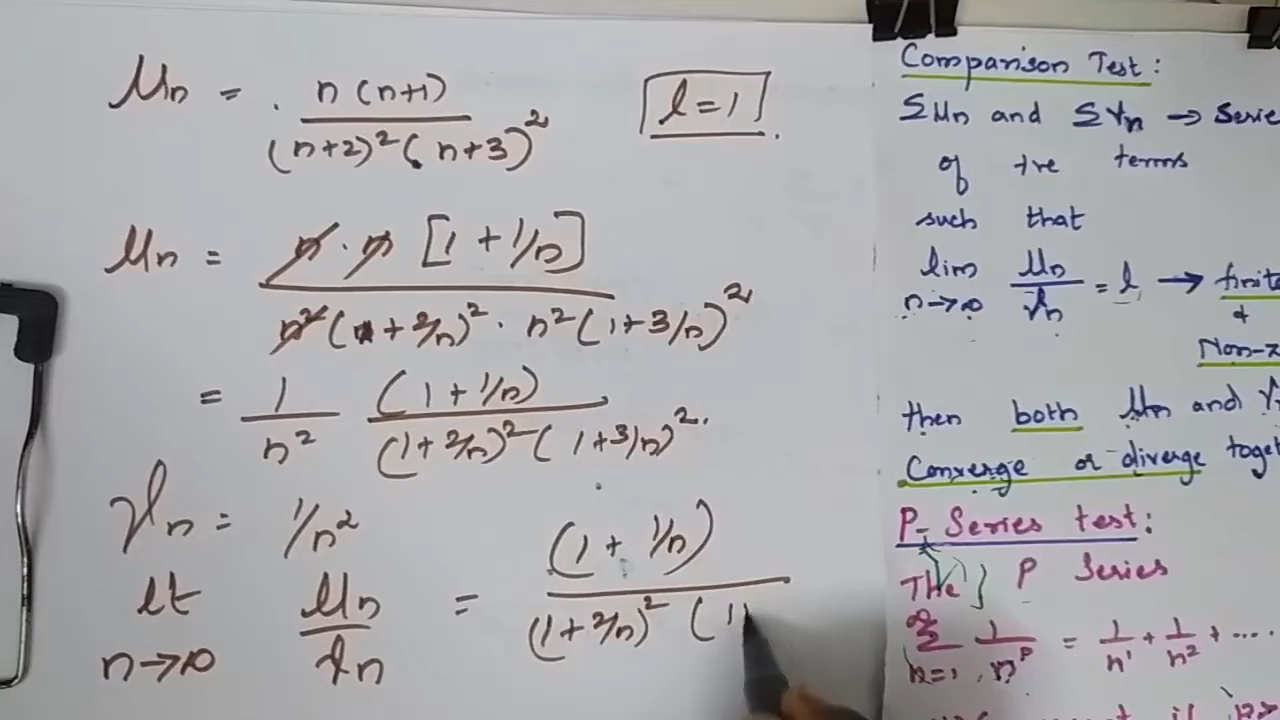 Un = n(n+1) / (n+2)²(n+3)²
l=1
Un = n·n [1+1/n] / n²(1+2/n)²·n²(1+3/n)²
= 1/n² (1+1/n) / (1+2/n)²(1+3/n)²
Vn = 1/n²
lt n→∞ Un/Vn = (1+1/n) / (1+2/n)² (1
Comparison Test:
ΣUn and ΣVn → Serie
of +ve terms
such that
lim n→∞ Un/Vn = l → finite
&
Non-z
then both Un and V
Converge or diverge toget
P-Series test:
The P Series
∞ Σ n=1 1/n^P = 1/n¹ + 1/n² + ....